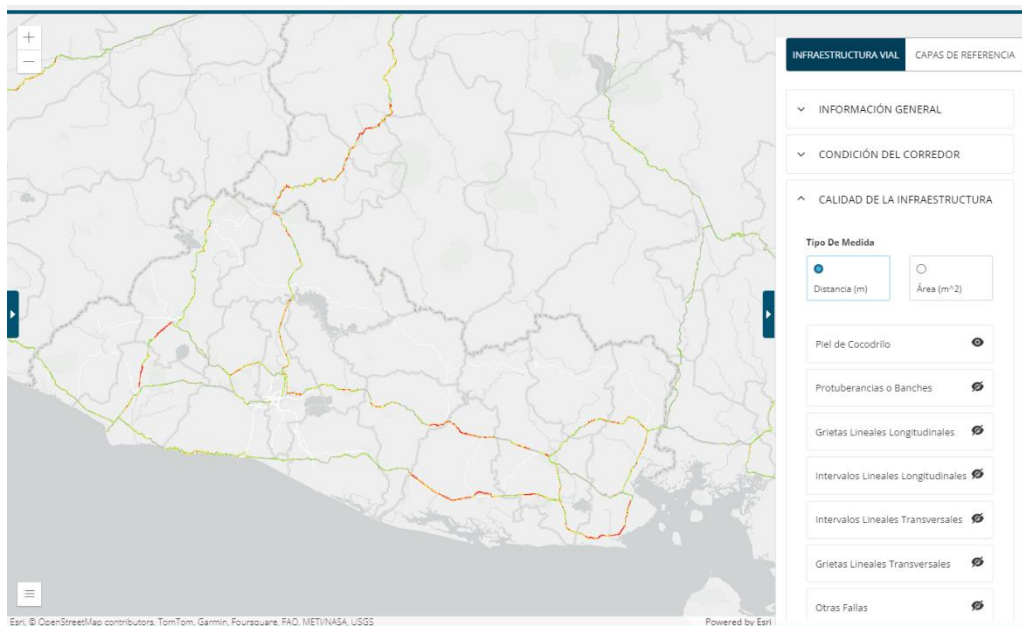 +
−
INFRAESTRUCTURA VIAL
CAPAS DE REFERENCIA
INFORMACIÓN GENERAL
CONDICIÓN DEL CORREDOR
CALIDAD DE LA INFRAESTRUCTURA
Tipo De Medida
Distancia (m)
Área (m^2)
Piel de Cocodrilo
Protuberancias o Banches
Grietas Lineales Longitudinales
Intervalos Lineales Longitudinales
Intervalos Lineales Transversales
Grietas Lineales Transversales
Otras Fallas
Esri, © OpenStreetMap contributors, TomTom, Garmin, Foursquare, FAO, METI/NASA, USGS
Powered by Esri